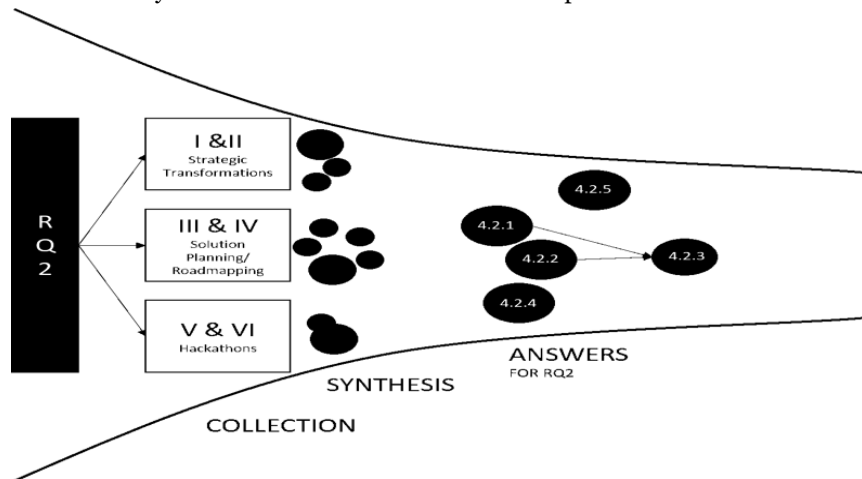 R
Q
2
I &II
Strategic
Transformations
III & IV
Solution
Planning/
Roadmapping
V & VI
Hackathons
4.2.5
4.2.1
4.2.2
4.2.3
4.2.4
ANSWERS
FOR RQ2
SYNTHESIS
COLLECTION